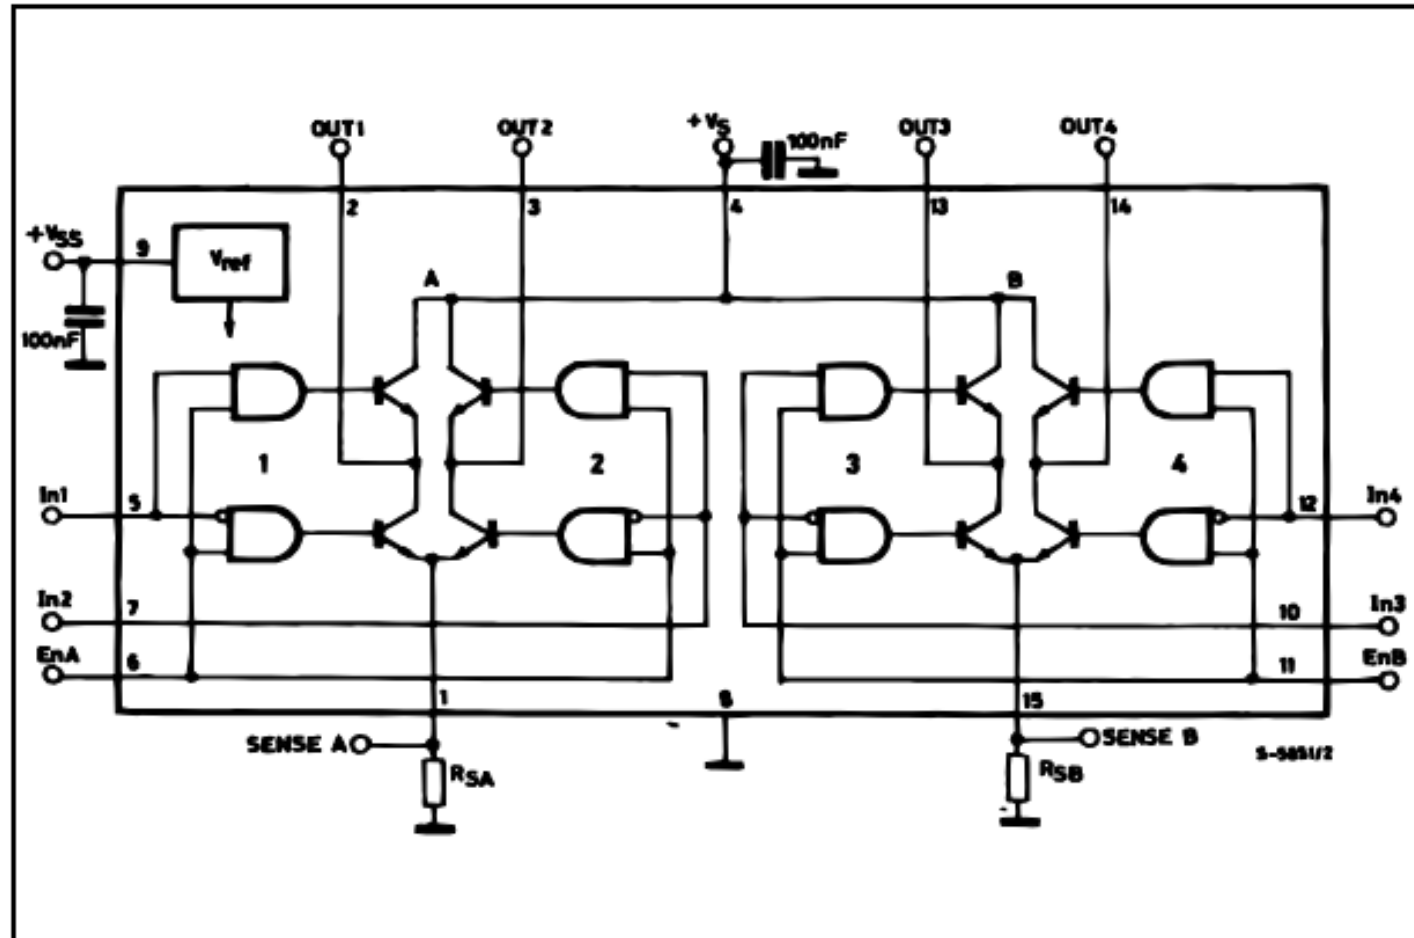 OUT1 OUT2 +VS 100nF OUT3 OUT4
2 3 4 13 14
+VSS 9 Vref
A B
100nF
1 2 3 4
In1 5 12 In4
In2 7 10 In3
EnA 6 11 EnB
1 8 15
SENSE A SENSE B
RSA RSB
S-5851/2